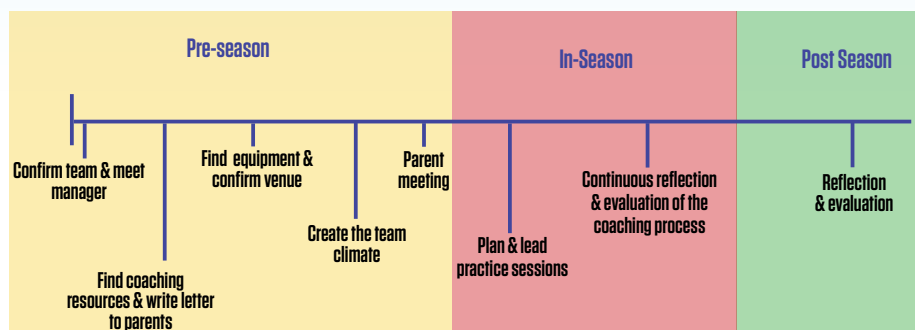 Pre-season
In-Season
Post Season
Confirm team & meet
manager
Find coaching
resources & write letter
to parents
Find equipment &
confirm venue
Create the team
climate
Parent
meeting
Plan & lead
practice sessions
Continuous reflection
& evaluation of the
coaching process
Reflection
& evaluation